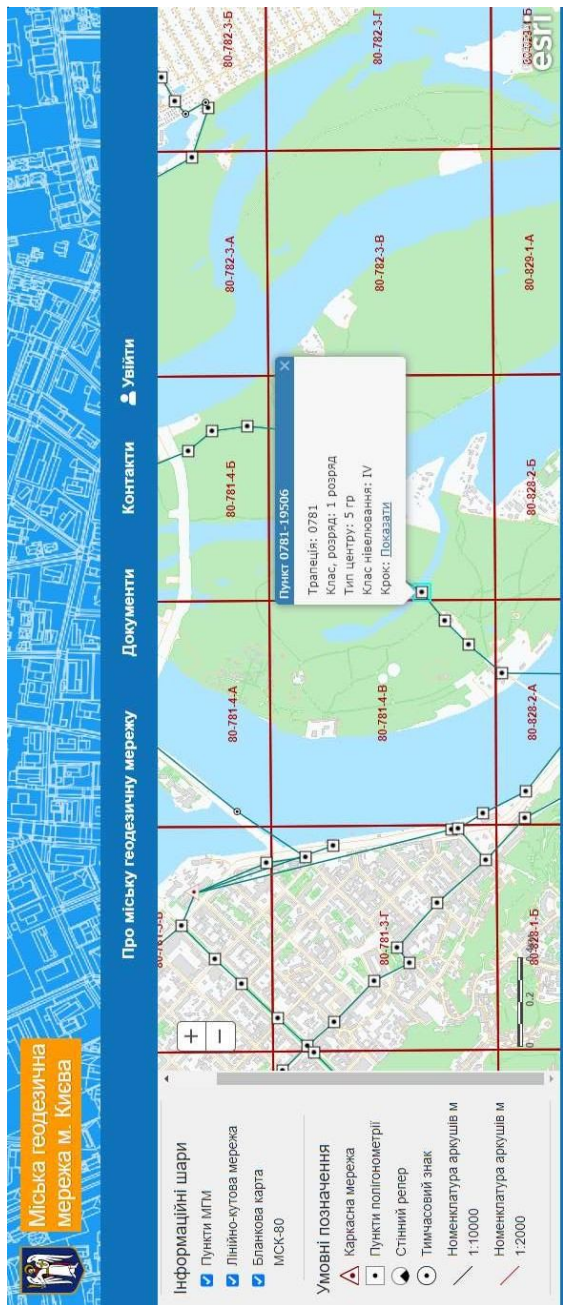 Міська геодезична
мережа м. Києва
Про міську геодезичну мережу
Документи
Контакти
Увійти
Інформаційні шари
Пункти МГМ
Лінійно-кутова мережа
Бланкова карта
МСК-80
Умовні позначення
Каркасна мережа
Пункти полігонометрії
Стінний репер
Тимчасовий знак
Номенклатура аркушів м
1:10000
Номенклатура аркушів м
1:2000
+
−
80-781-4-А
80-781-4-Б
80-782-3-А
80-782-3-Б
Пункт 0781-19506
Трапеція: 0781
Клас, розряд: 1 розряд
Тип центру: 5 гр
Клас нівелювання: IV
Крок: Показати
80-781-3-Г
80-781-4-В
80-782-3-В
80-782-3-Г
0
0.2
80-828-1-Б
80-828-2-А
80-828-2-Б
80-829-1-А
esri